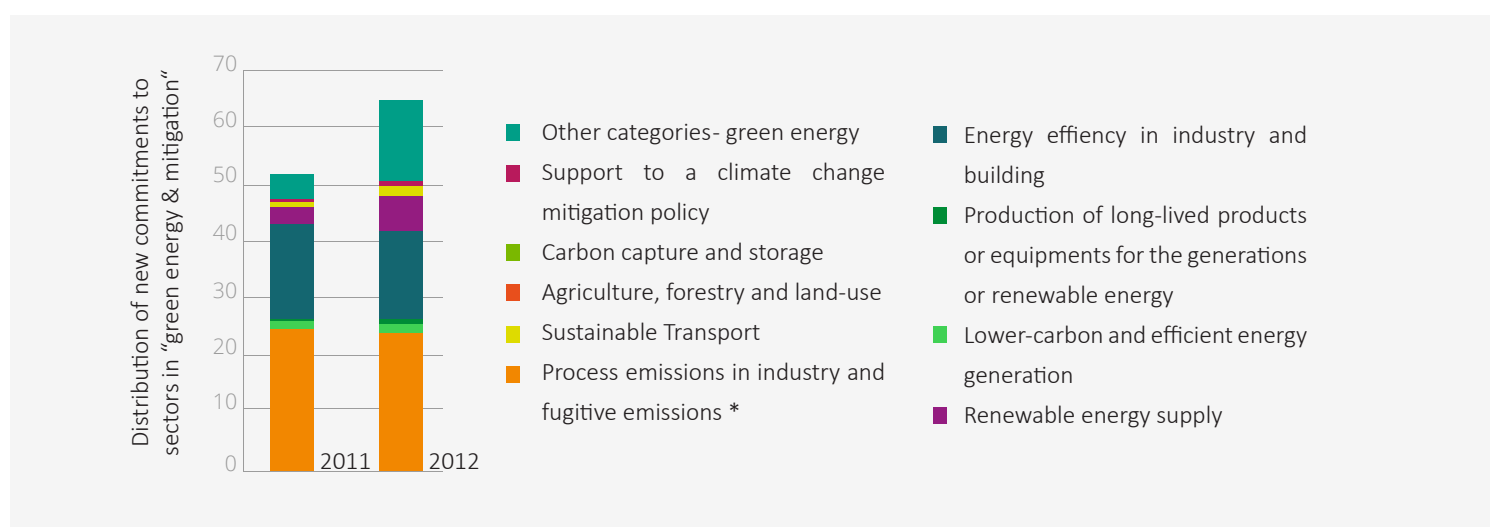 Distribution of new commitments to
sectors in “green energy & mitigation“
70
60
50
40
30
20
10
0
2011
2012
Other categories- green energy
Support to a climate change
mitigation policy
Carbon capture and storage
Agriculture, forestry and land-use
Sustainable Transport
Process emissions in industry and
fugitive emissions *
Energy effiency in industry and
building
Production of long-lived products
or equipments for the generations
or renewable energy
Lower-carbon and efficient energy
generation
Renewable energy supply